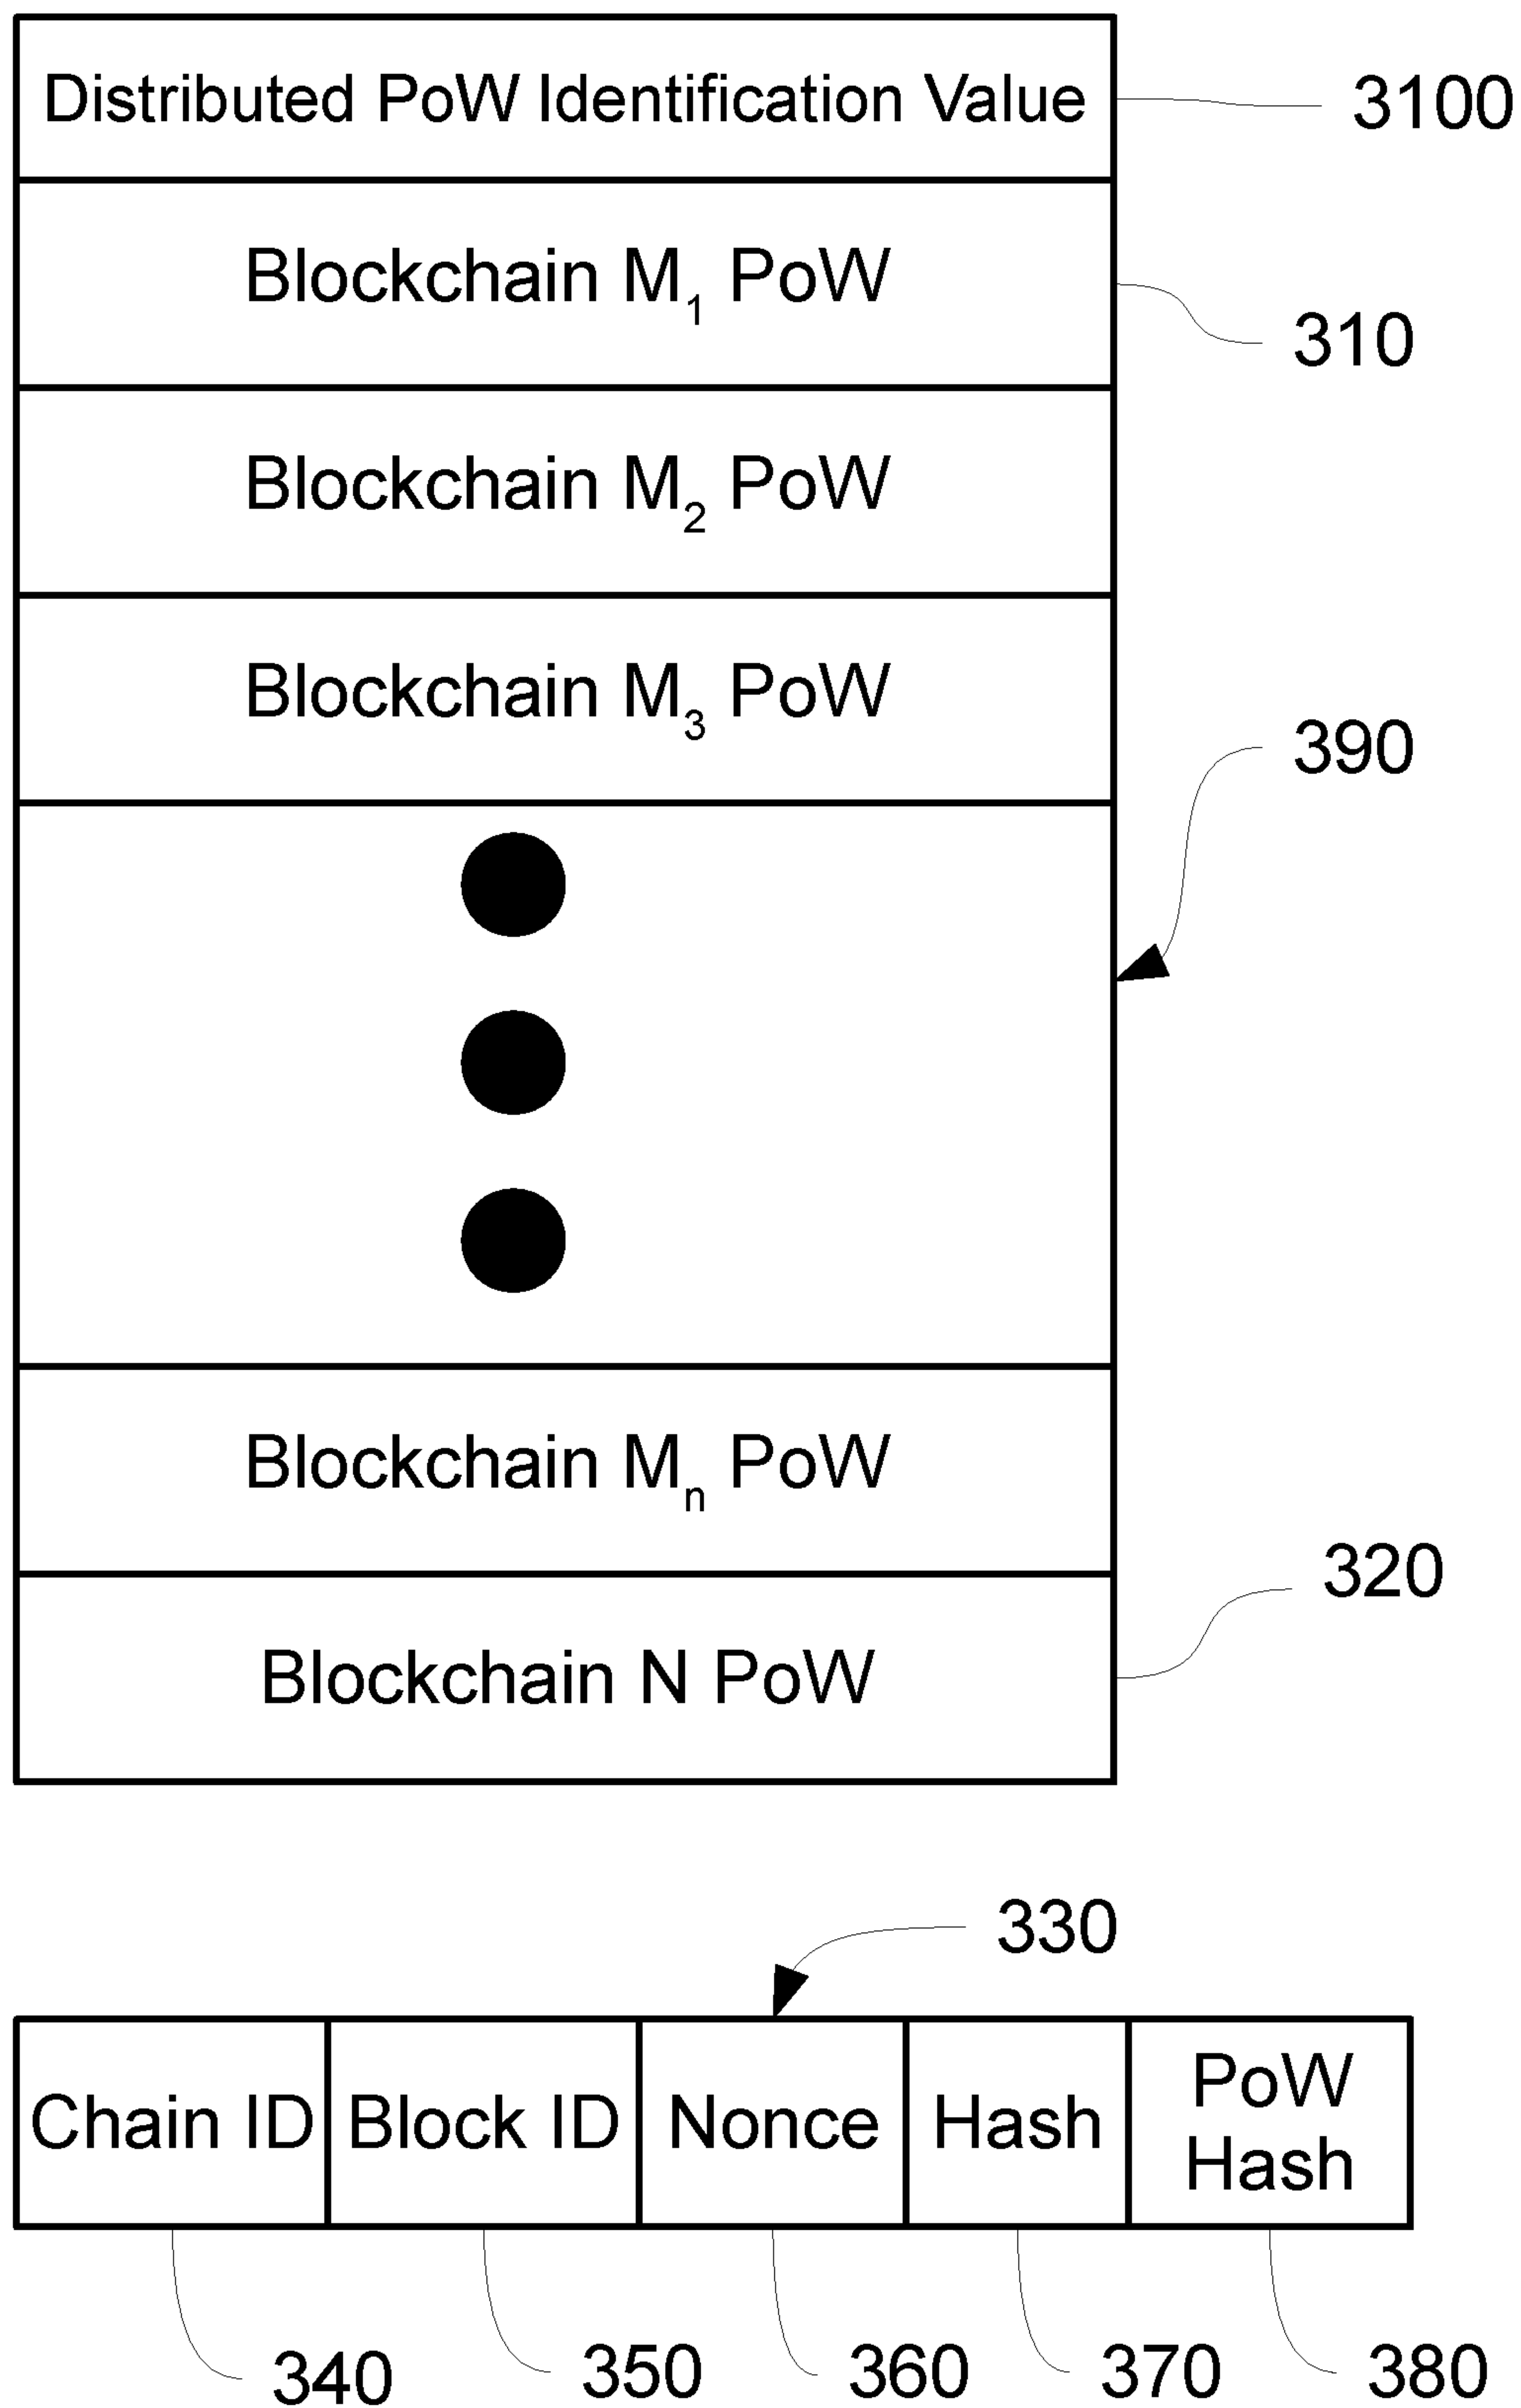 Distributed PoW Identification Value 3100
Blockchain M1 PoW
310
Blockchain M2 PoW
Blockchain M3 PoW
390
Blockchain Mn PoW
320
Blockchain N PoW
330
Chain ID Block ID Nonce Hash PoW Hash
340 350 360 370 380